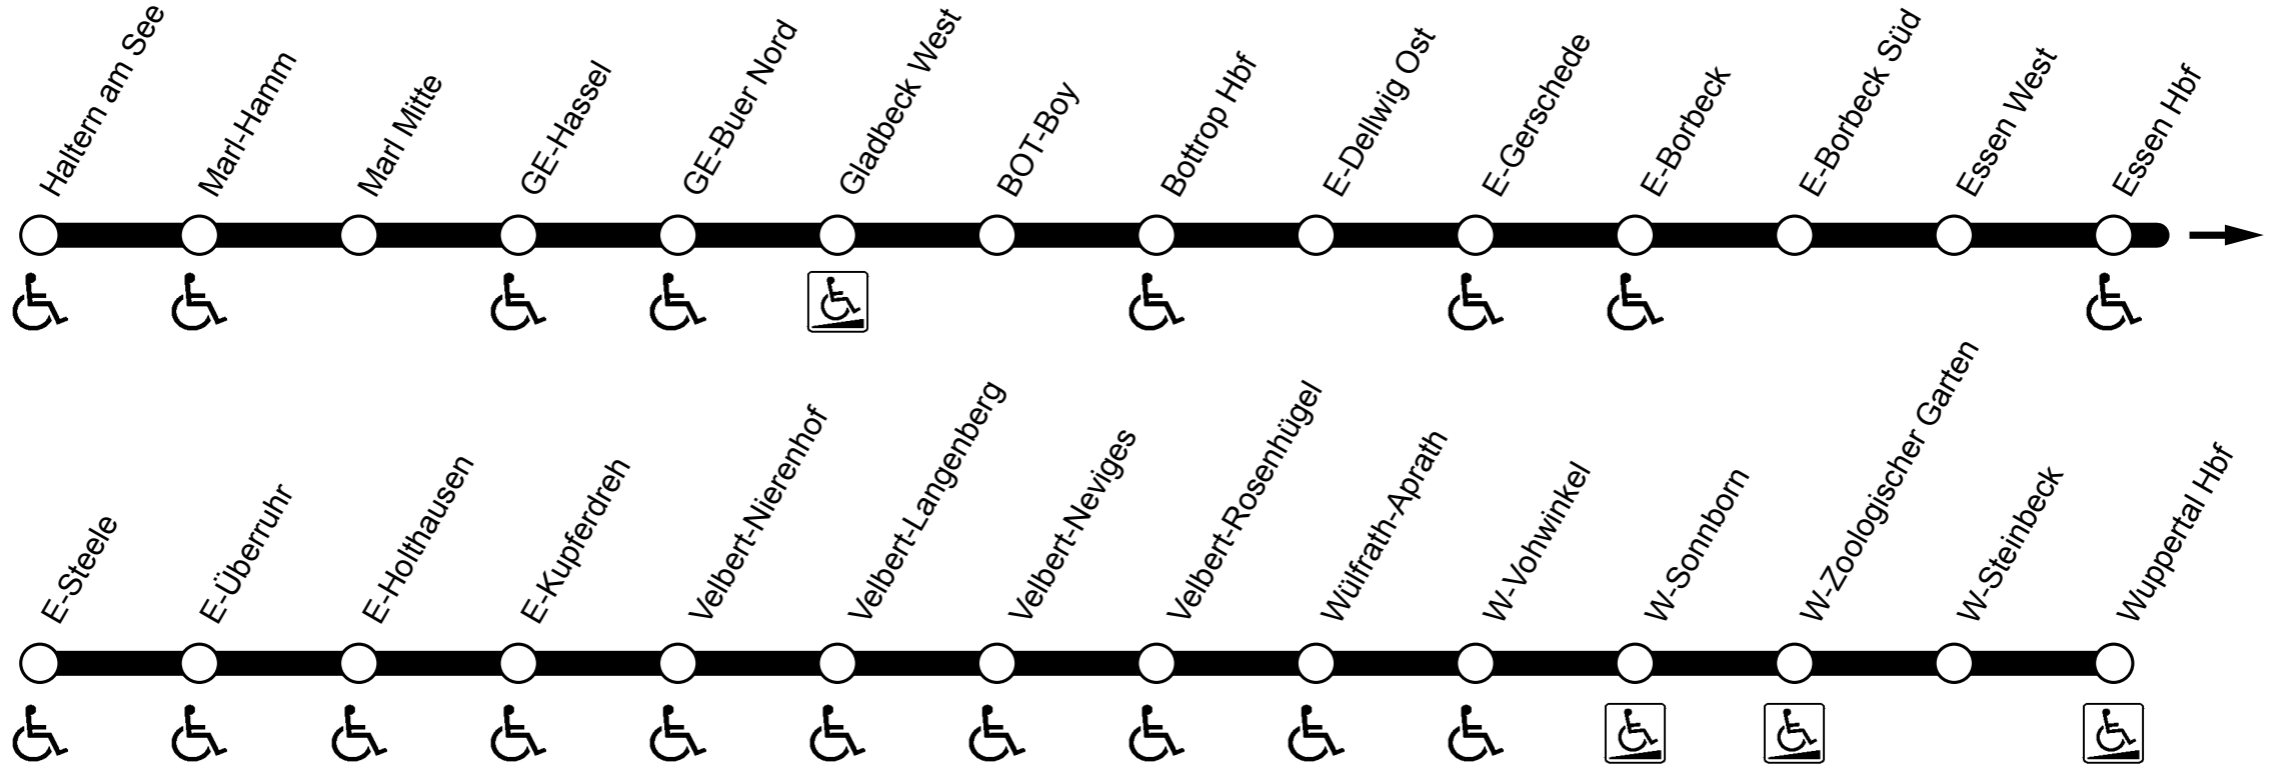 Haltern am See
Marl-Hamm
Marl Mitte
GE-Hassel
GE-Buer Nord
Gladbeck West
BOT-Boy
Bottrop Hbf
E-Dellwig Ost
E-Gerschede
E-Borbeck
E-Borbeck Süd
Essen West
Essen Hbf
E-Steele
E-Überruhr
E-Holthausen
E-Kupferdreh
Velbert-Nierenhof
Velbert-Langenberg
Velbert-Neviges
Velbert-Rosenhügel
Wülfrath-Aprath
W-Vohwinkel
W-Sonnborn
W-Zoologischer Garten
W-Steinbeck
Wuppertal Hbf